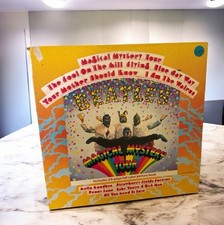 Magical Mystery Tour
The Fool On The Hill Flying Blue Jay Way
Your Mother Should Know I Am The Walrus
BEATLES
MAGICAL MYSTERY
TOUR
Hello Goodbye Strawberry Fields Forever
Penny Lane Baby You're A Rich Man
All You Need Is Love